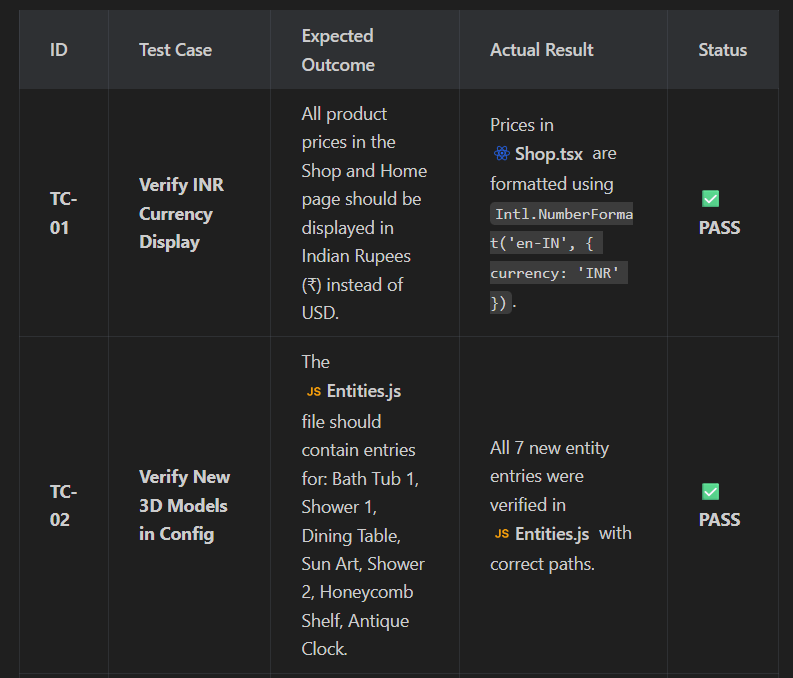 ID
Test Case
Expected
Outcome
Actual Result
Status
TC-
01
Verify INR
Currency
Display
All product
prices in the
Shop and Home
page should be
displayed in
Indian Rupees
(₹) instead of
USD.
Prices in
Shop.tsx are
formatted using
Intl.NumberForma
t('en-IN', {
currency: 'INR'
}).
✅
PASS
TC-
02
Verify New
3D Models
in Config
The
JS Entities.js
file should
contain entries
for: Bath Tub 1,
Shower 1,
Dining Table,
Sun Art, Shower
2, Honeycomb
Shelf, Antique
Clock.
All 7 new entity
entries were
verified in
JS Entities.js with
correct paths.
✅
PASS